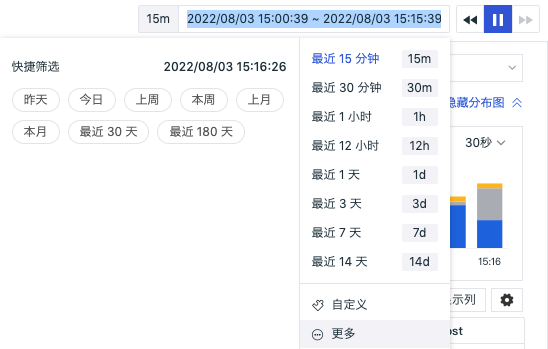 15m 2022/08/03 15:00:39 ~ 2022/08/03 15:15:39
快捷筛选 2022/08/03 15:16:26
昨天 今日 上周 本周 上月
本月 最近 30 天 最近 180 天
最近 15 分钟 15m
最近 30 分钟 30m
最近 1 小时 1h
最近 12 小时 12h
最近 1 天 1d
最近 3 天 3d
最近 7 天 7d
最近 14 天 14d
自定义
更多
隐藏分布图
30秒
15:16
示列
ost